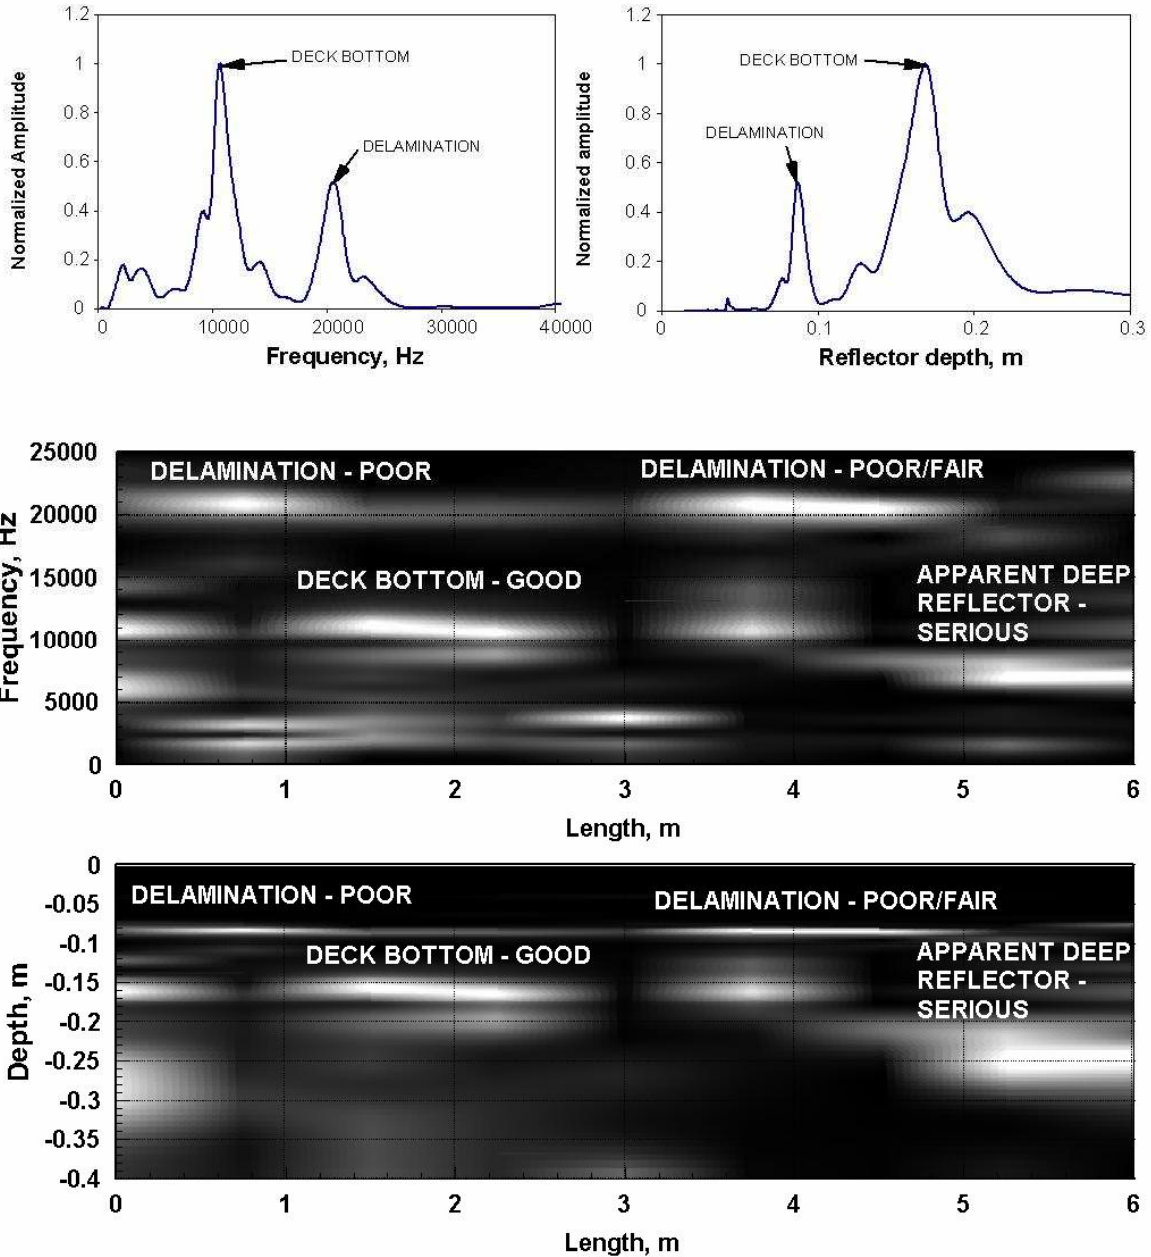 1.2
1
0.8
0.6
0.4
0.2
0
Normalized Amplitude
DECK BOTTOM
DELAMINATION
0 10000 20000 30000 40000
Frequency, Hz
1.2
1
0.8
0.6
0.4
0.2
0
Normalized amplitude
DECK BOTTOM
DELAMINATION
0 0.1 0.2 0.3
Reflector depth, m
25000
20000
15000
10000
5000
0
Frequency, Hz
DELAMINATION - POOR
DELAMINATION - POOR/FAIR
DECK BOTTOM - GOOD
APPARENT DEEP
REFLECTOR -
SERIOUS
0 1 2 3 4 5 6
Length, m
0
-0.05
-0.1
-0.15
-0.2
-0.25
-0.3
-0.35
-0.4
Depth, m
DELAMINATION - POOR
DELAMINATION - POOR/FAIR
DECK BOTTOM - GOOD
APPARENT DEEP
REFLECTOR -
SERIOUS
0 1 2 3 4 5 6
Length, m